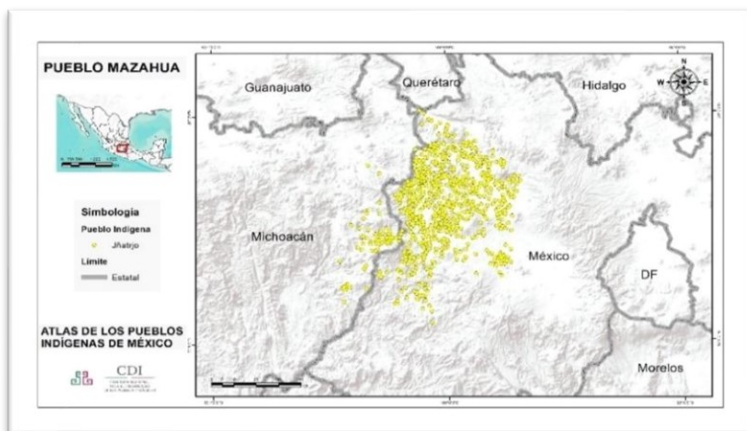 PUEBLO MAZAHUA
Simbología
Pueblo Indígena
Jñatrjo
Límite
Estatal
ATLAS DE LOS PUEBLOS
INDÍGENAS DE MÉXICO
CDI
Guanajuato
Querétaro
Hidalgo
N
W
E
S
Michoacán
México
DF
Morelos